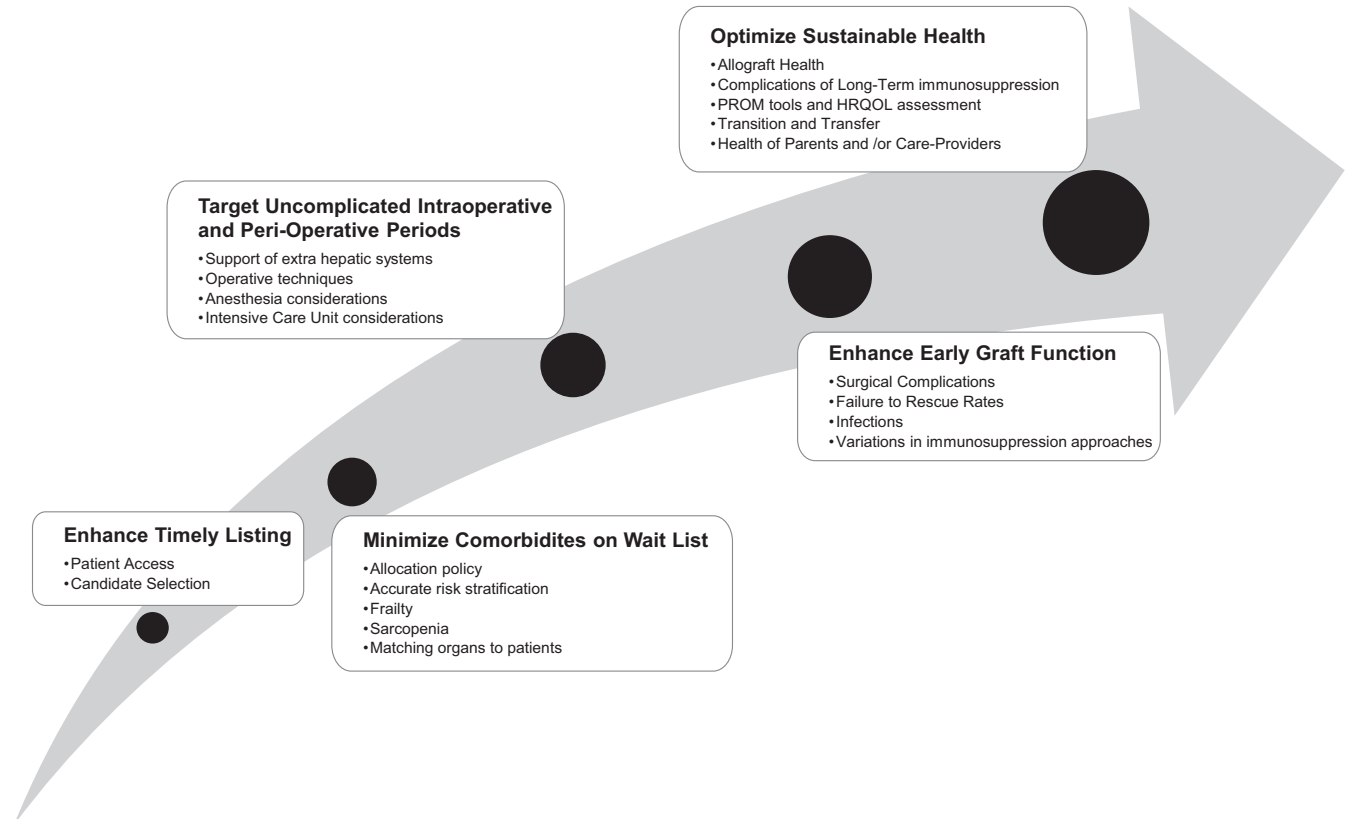 Optimize Sustainable Health
•Allograft Health
•Complications of Long-Term immunosuppression
•PROM tools and HRQOL assessment
•Transition and Transfer
•Health of Parents and /or Care-Providers
Target Uncomplicated Intraoperative
and Peri-Operative Periods
•Support of extra hepatic systems
•Operative techniques
•Anesthesia considerations
•Intensive Care Unit considerations
Enhance Early Graft Function
•Surgical Complications
•Failure to Rescue Rates
•Infections
•Variations in immunosuppression approaches
Enhance Timely Listing
•Patient Access
•Candidate Selection
Minimize Comorbidites on Wait List
•Allocation policy
•Accurate risk stratification
•Frailty
•Sarcopenia
•Matching organs to patients